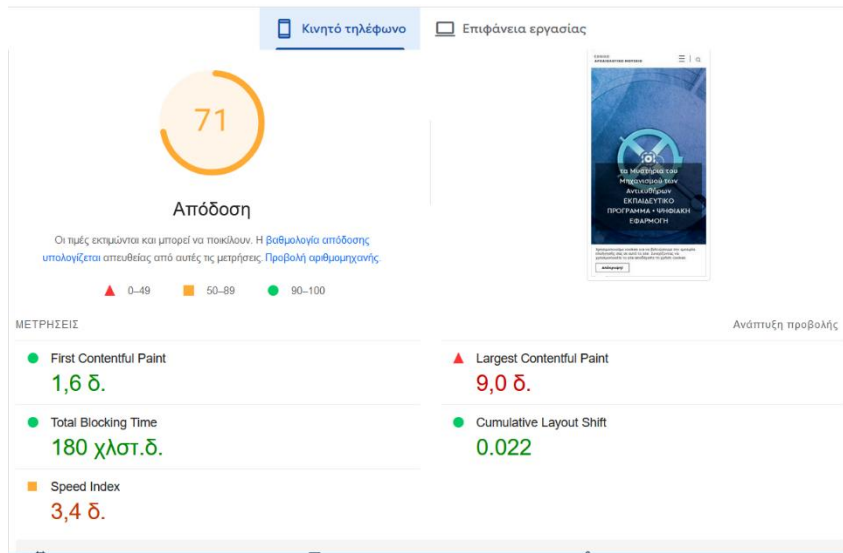 Κινητό τηλέφωνο
Επιφάνεια εργασίας
71
Απόδοση
Οι τιμές εκτιμώνται και μπορεί να ποικίλουν. Η βαθμολογία απόδοσης
υπολογίζεται απευθείας από αυτές τις μετρήσεις. Προβολή αριθμομηχανής.
0–49
50–89
90–100
τα Μυστήρια του
Μηχανισμού των
Αντικυθήρων
ΕΚΠΑΙΔΕΥΤΙΚΟ
ΠΡΟΓΡΑΜΜΑ • ΨΗΦΙΑΚΗ
ΕΦΑΡΜΟΓΗ
ΜΕΤΡΗΣΕΙΣ
Ανάπτυξη προβολής
First Contentful Paint
1,6 δ.
Largest Contentful Paint
9,0 δ.
Total Blocking Time
180 χλστ.δ.
Cumulative Layout Shift
0.022
Speed Index
3,4 δ.